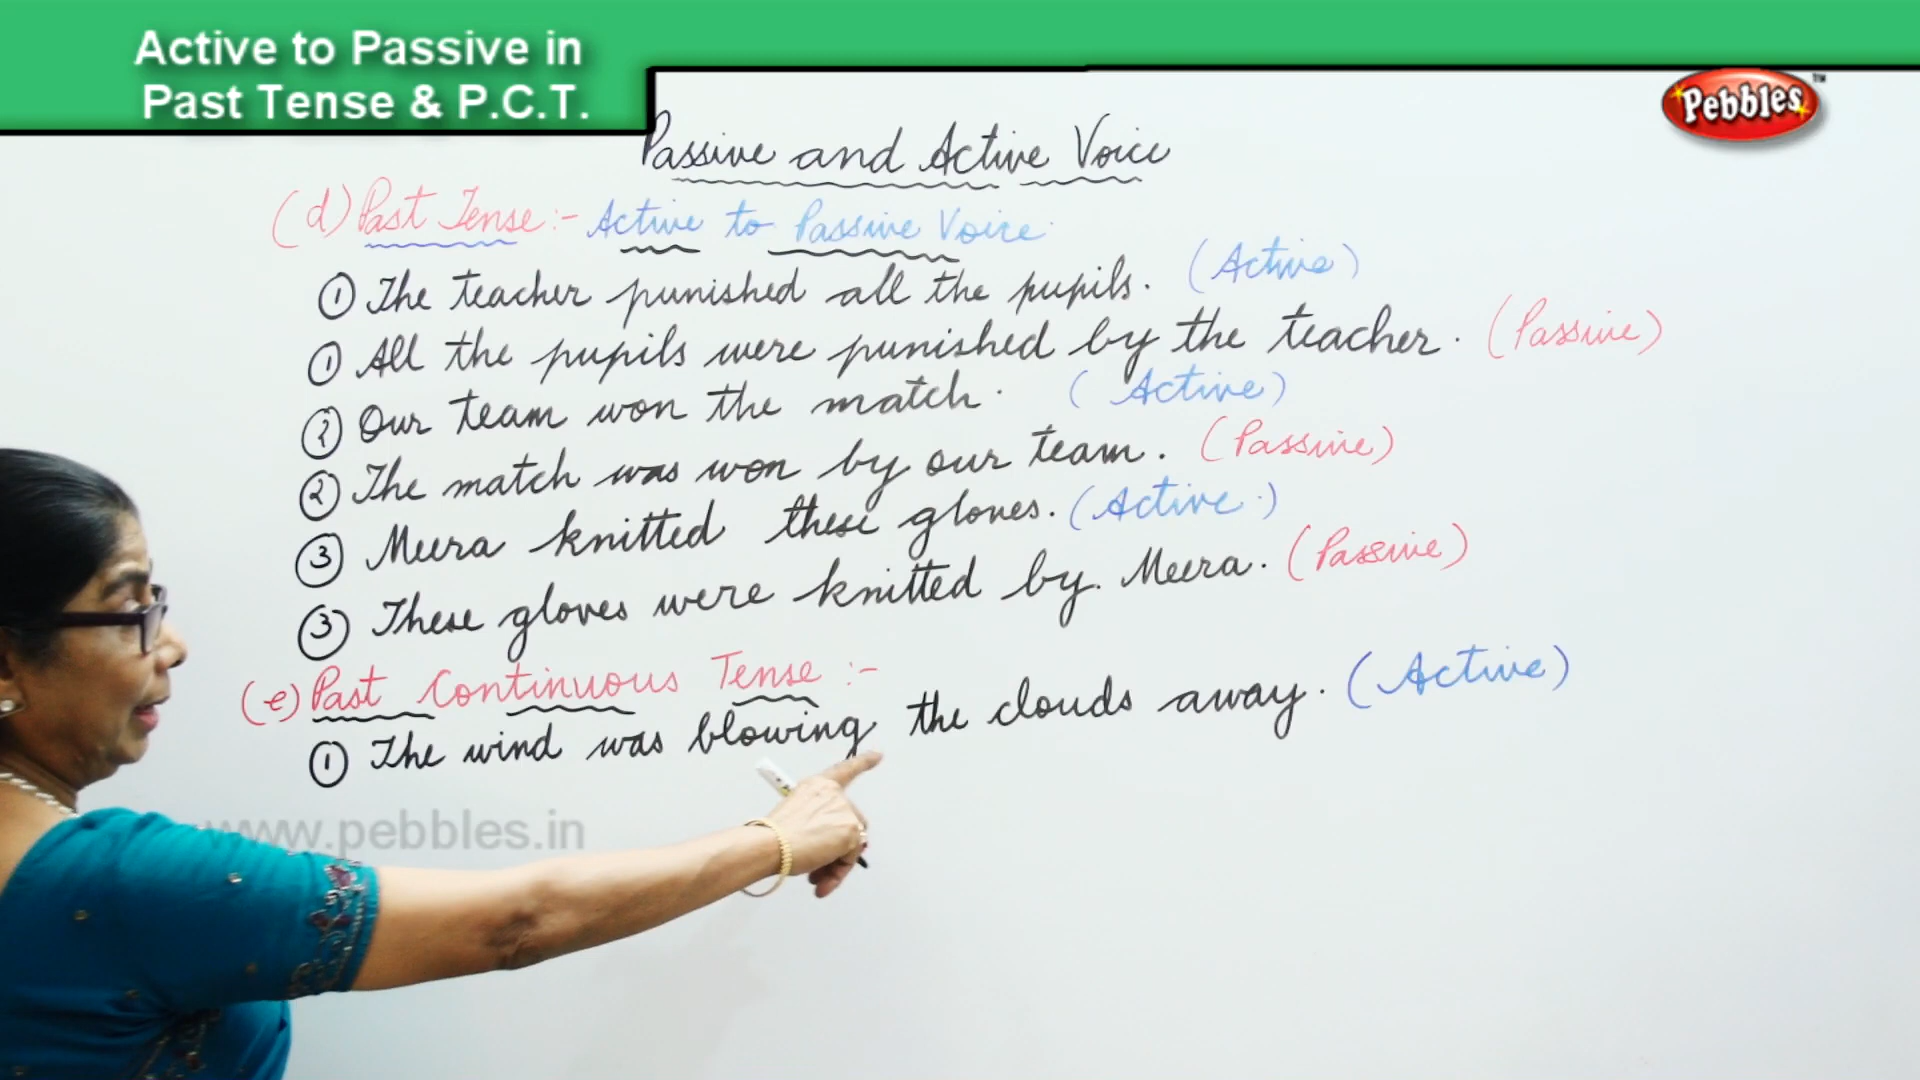 Active to Passive in
Past Tense & P.C.T.
Pebbles™
Passive and Active Voice
(d) Past Tense:- Active to Passive Voice.
① The teacher punished all the pupils. (Active)
① All the pupils were punished by the teacher. (Passive)
② Our team won the match. (Active)
② The match was won by our team. (Passive)
③ Meera knitted these gloves. (Active.)
③ These gloves were knitted by Meera. (Passive)
(e) Past Continuous Tense:-
① The wind was blowing the clouds away. (Active)
www.pebbles.in